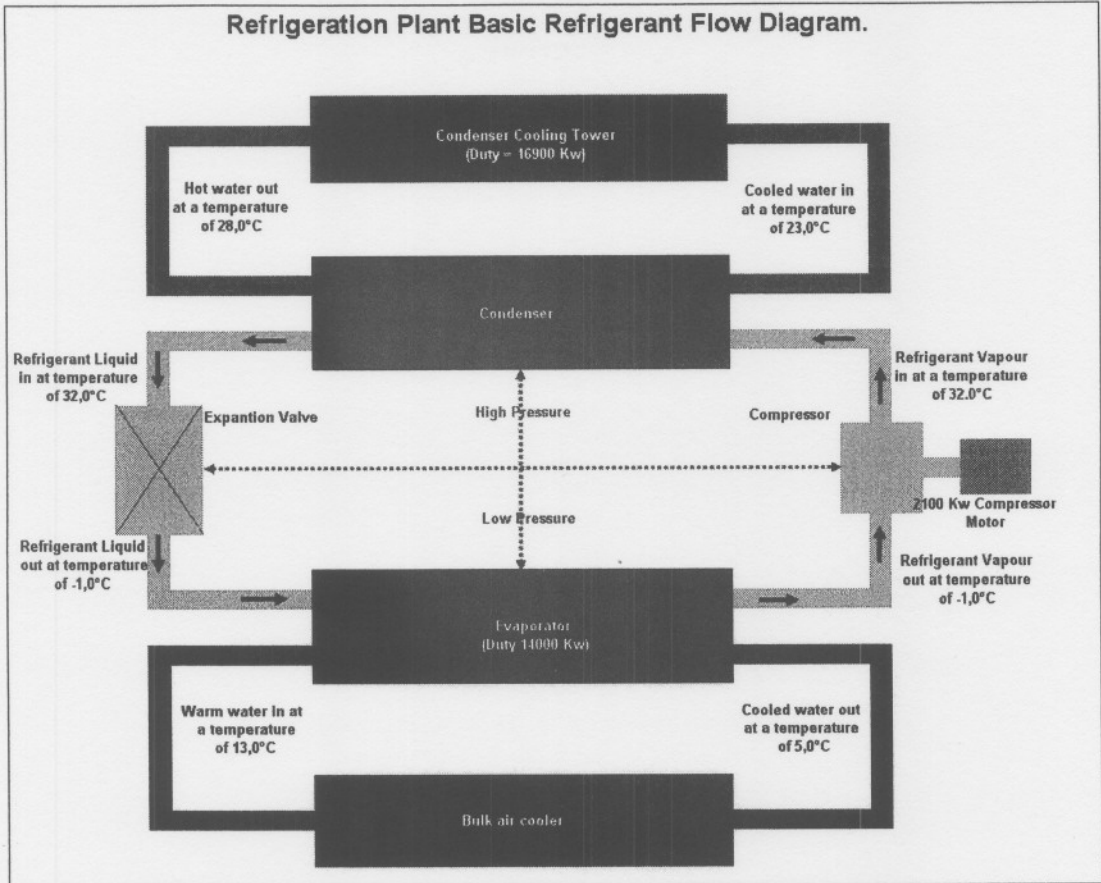 Refrigeration Plant Basic Refrigerant Flow Diagram.
Condenser Cooling Tower
(Duty = 16900 Kw)
Hot water out
at a temperature
of 28,0°C
Cooled water in
at a temperature
of 23,0°C
Condenser
Refrigerant Liquid
in at temperature
of 32,0°C
Refrigerant Vapour
in at a temperature
of 32.0°C
Expantion Valve
High Pressure
Compressor
Low Pressure
2100 Kw Compressor
Motor
Refrigerant Liquid
out at temperature
of -1,0°C
Refrigerant Vapour
out at temperature
of -1,0°C
Evaporator
(Duty 14000 Kw)
Warm water in at
a temperature
of 13,0°C
Cooled water out
at a temperature
of 5,0°C
Bulk air cooler